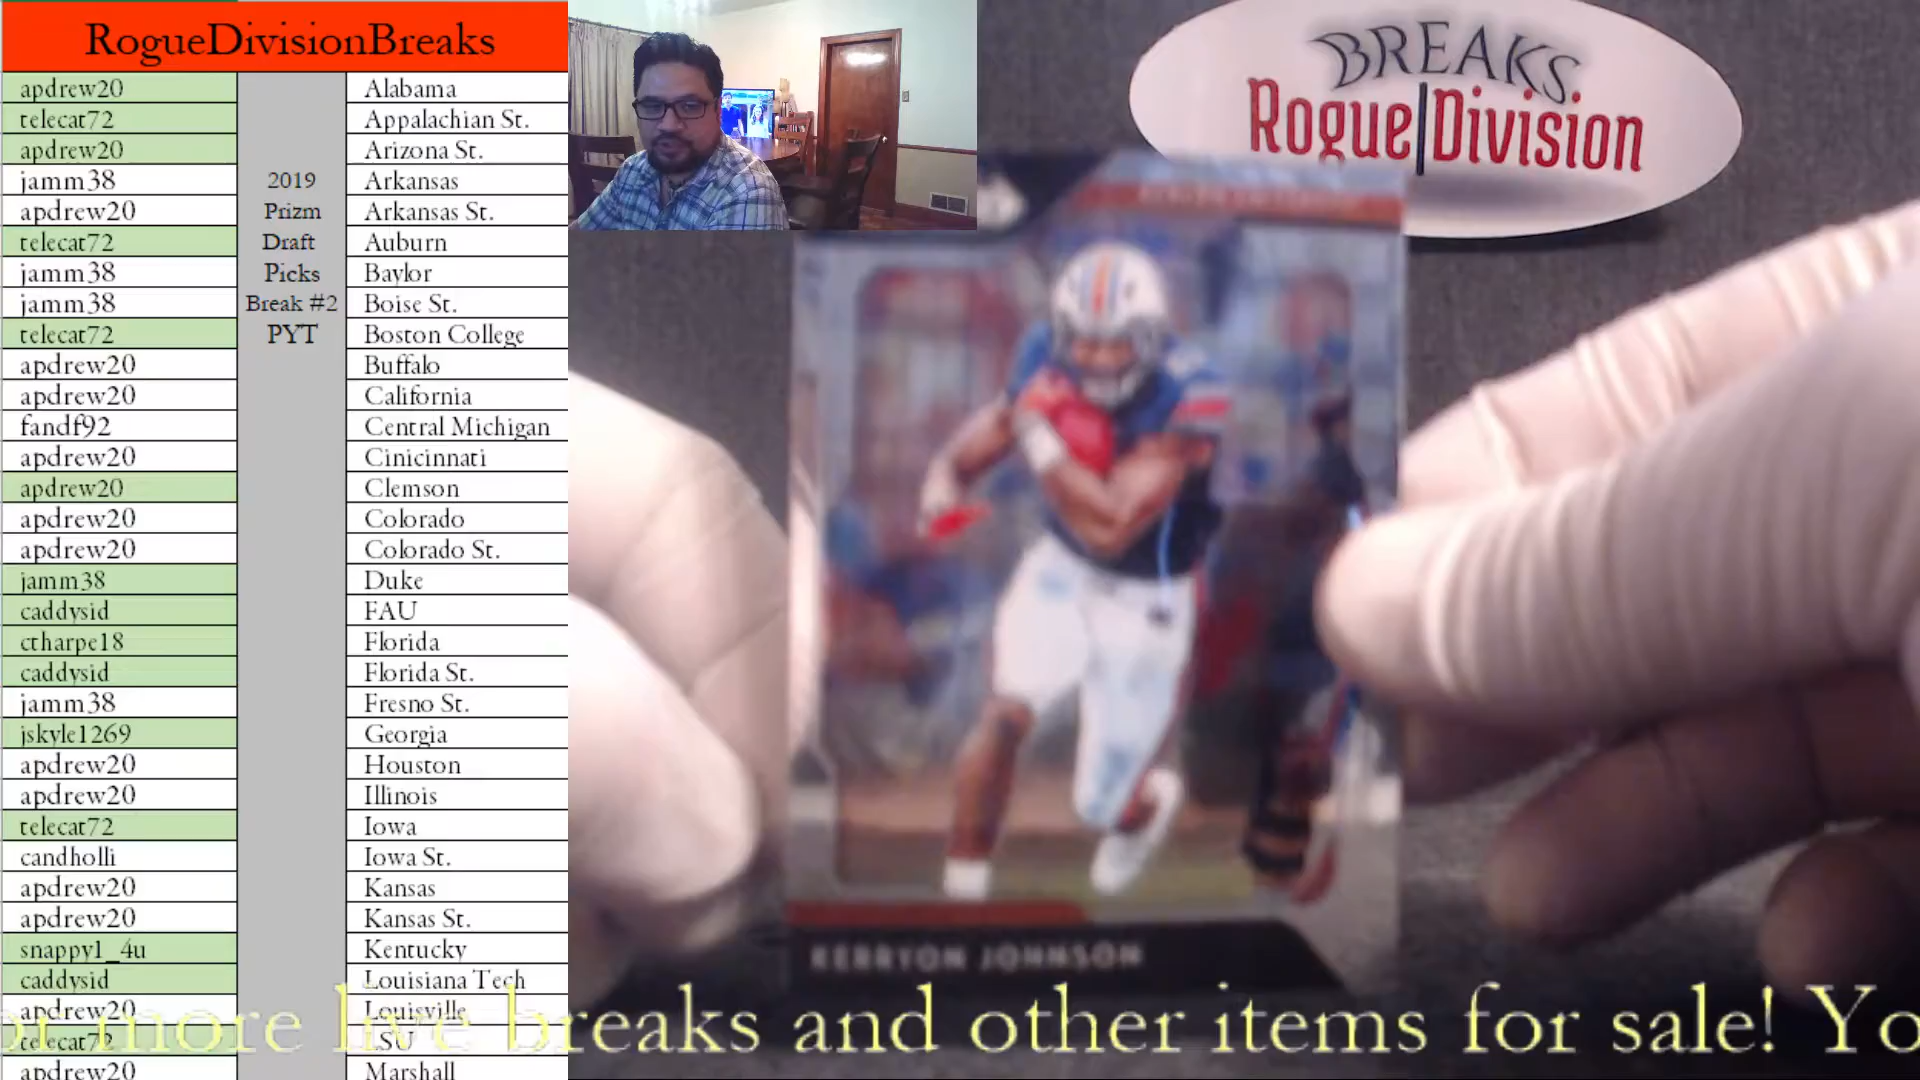 RogueDivisionBreaks
apdrew20 Alabama
telecat72 Appalachian St.
apdrew20 Arizona St.
jamm38 2019 Arkansas
apdrew20 Prizm Arkansas St.
telecat72 Draft Auburn
jamm38 Picks Baylor
jamm38 Break #2 Boise St.
telecat72 PYT Boston College
apdrew20 Buffalo
apdrew20 California
fandf92 Central Michigan
apdrew20 Cinicinnati
apdrew20 Clemson
apdrew20 Colorado
apdrew20 Colorado St.
jamm38 Duke
caddysid FAU
ctharpe18 Florida
caddysid Florida St.
jamm38 Fresno St.
jskyle1269 Georgia
apdrew20 Houston
apdrew20 Illinois
telecat72 Iowa
candholli Iowa St.
apdrew20 Kansas
apdrew20 Kansas St.
snappy1_4u Kentucky
caddysid Louisiana Tech
apdrew20 Louisville
telecat72 LSU
apdrew20 Marshall
BREAKS
Rogue|Division
KERRYON JOHNSON
more live breaks and other items for sale! Yo